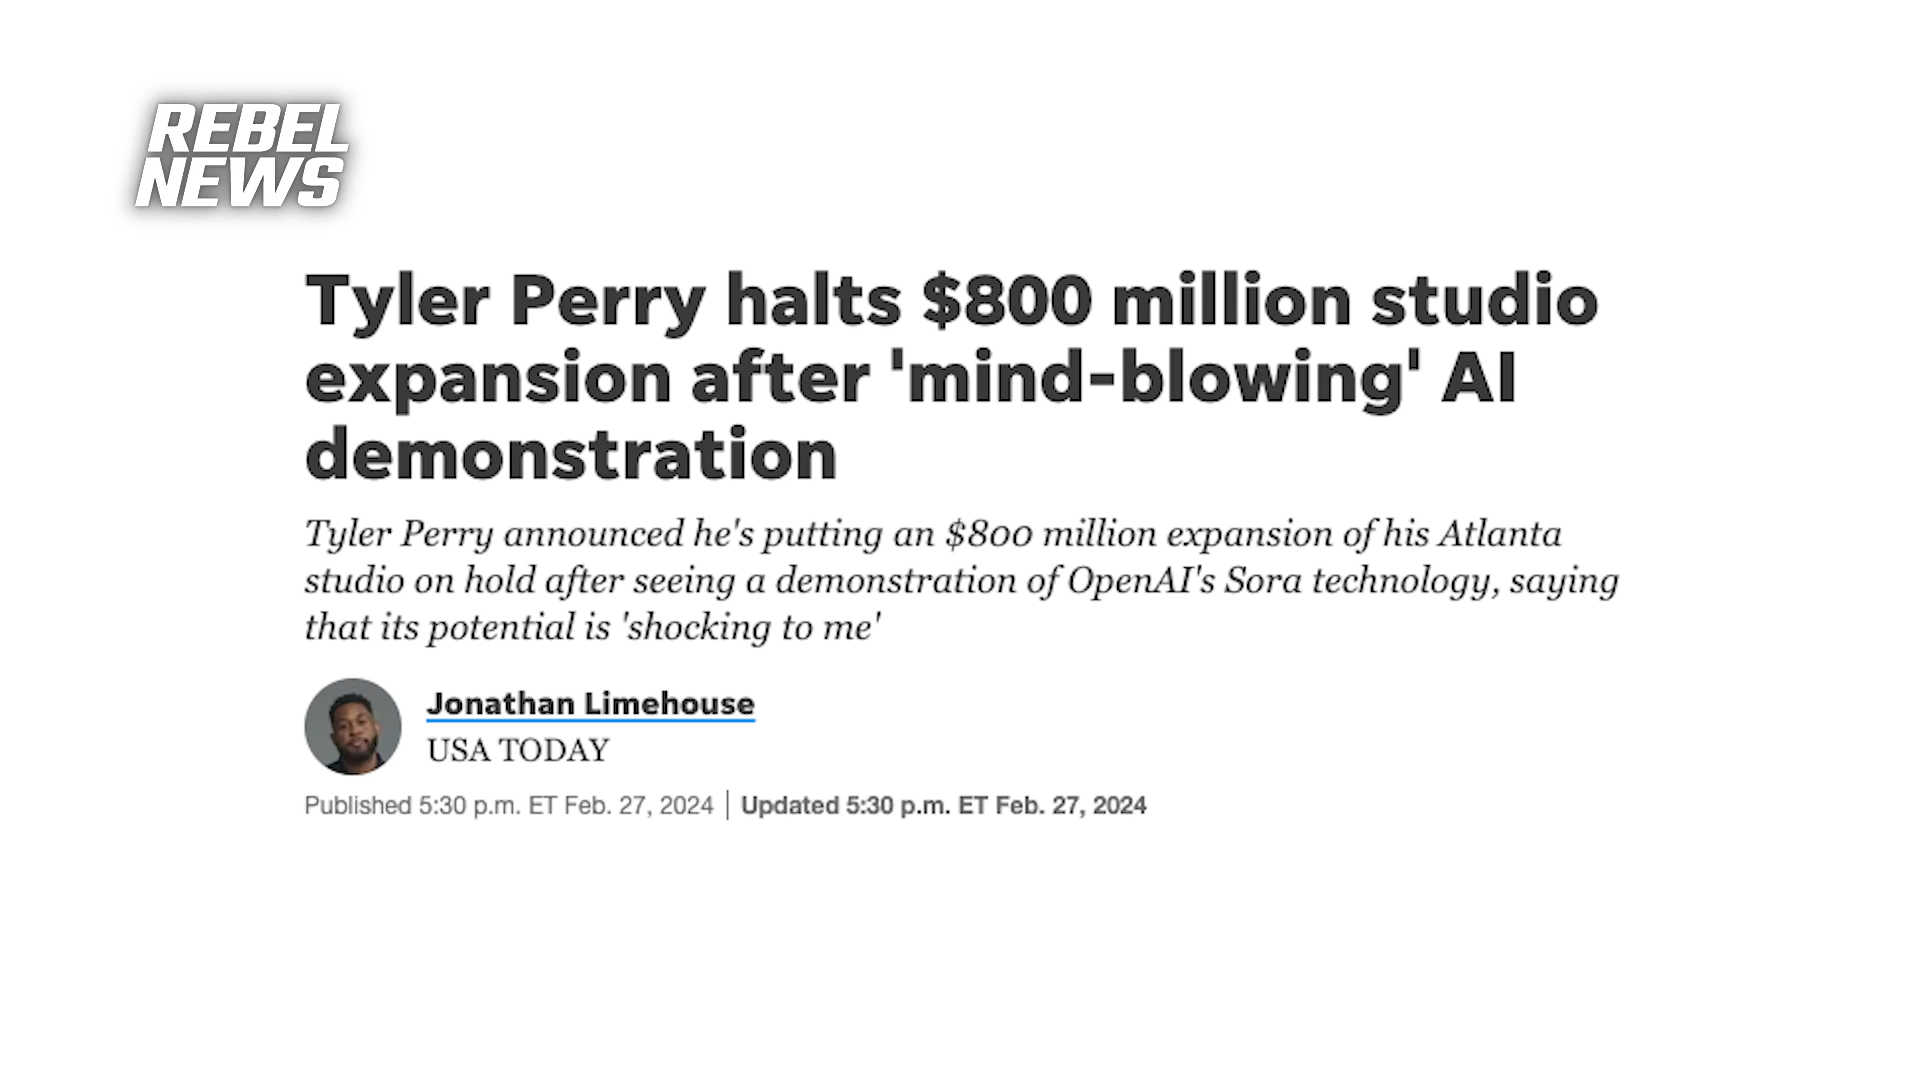 REBEL
NEWS
Tyler Perry halts $800 million studio
expansion after 'mind-blowing' AI
demonstration
Tyler Perry announced he's putting an $800 million expansion of his Atlanta
studio on hold after seeing a demonstration of OpenAI's Sora technology, saying
that its potential is 'shocking to me'
Jonathan Limehouse
USA TODAY
Published 5:30 p.m. ET Feb. 27, 2024 | Updated 5:30 p.m. ET Feb. 27, 2024